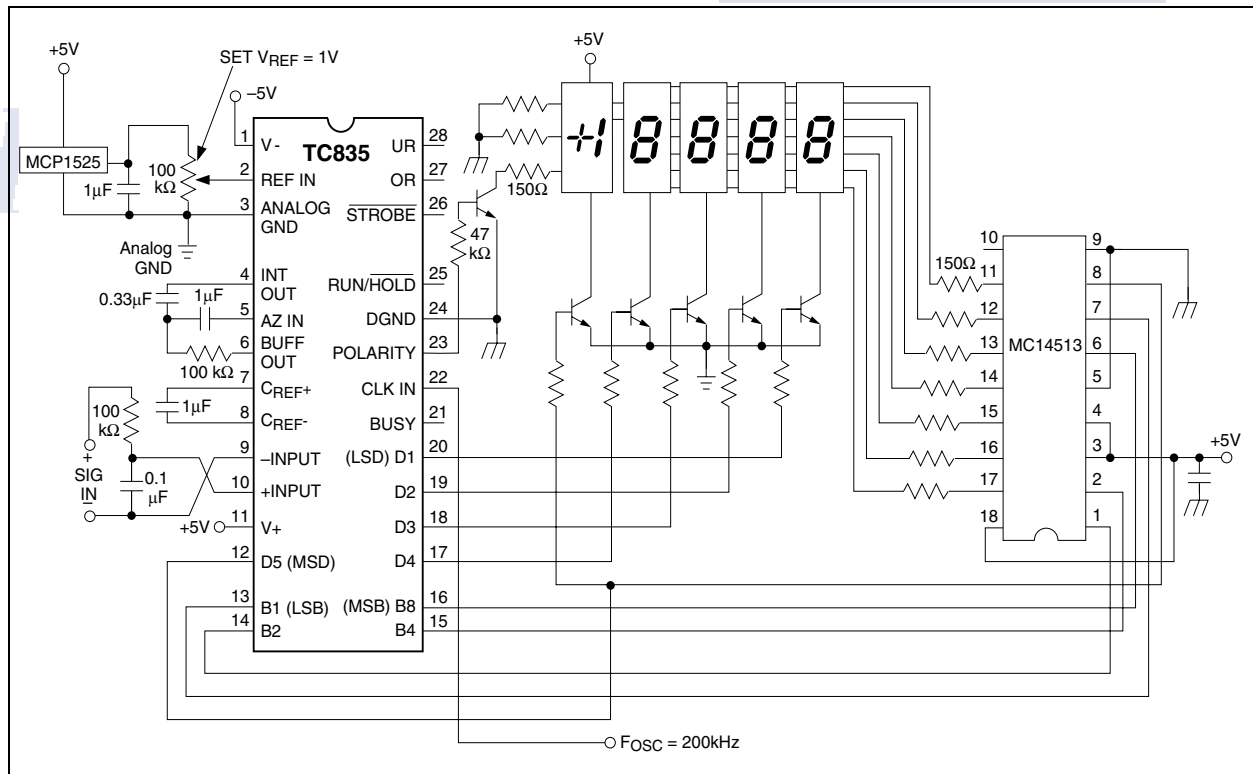 +5V
SET VREF = 1V
–5V
MCP1525
1μF
100
kΩ
TC835
1 V-
2 REF IN
3 ANALOG
GND
Analog
GND
4 INT
OUT
0.33μF
1μF
5 AZ IN
6 BUFF
OUT
100 kΩ
7 CREF+
1μF
8 CREF-
100
kΩ
9 –INPUT
+
SIG
IN
–
0.1
μF
10 +INPUT
+5V
11 V+
12 D5 (MSD)
13 B1 (LSB)
14 B2
UR 28
OR 27
STROBE 26
RUN/HOLD 25
DGND 24
POLARITY 23
CLK IN 22
BUSY 21
(LSD) D1 20
D2 19
D3 18
D4 17
(MSB) B8 16
B4 15
47
kΩ
150Ω
+5V
+1 8 8 8 8
150Ω
MC14513
10
11
12
13
14
15
16
17
18
9
8
7
6
5
4
3
2
1
+5V
FOSC = 200kHz